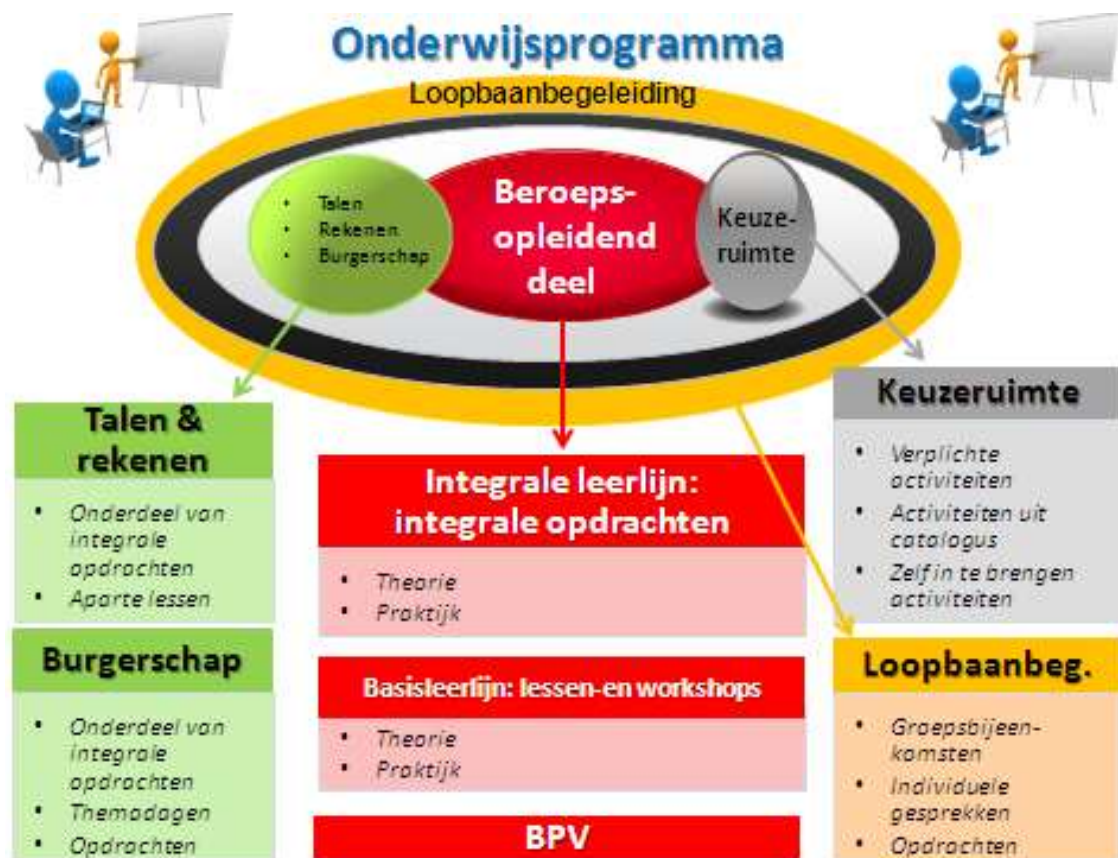 Onderwijsprogramma
Loopbaanbegeleiding
• Talen
• Rekenen
• Burgerschap
Beroeps-
opleidend
deel
Keuze-
ruimte
Talen &
rekenen
• Onderdeel van
integrale
opdrachten
• Aparte lessen
Burgerschap
• Onderdeel van
integrale
opdrachten
• Themadagen
• Opdrachten
Integrale leerlijn:
integrale opdrachten
• Theorie
• Praktijk
Basisleerlijn: lessen-en workshops
• Theorie
• Praktijk
BPV
Keuzeruimte
• Verplichte
activiteiten
• Activiteiten uit
catalogus
• Zelf in te brengen
activiteiten
Loopbaanbeg.
• Groepsbijeen-
komsten
• Individuele
gesprekken
• Opdrachten